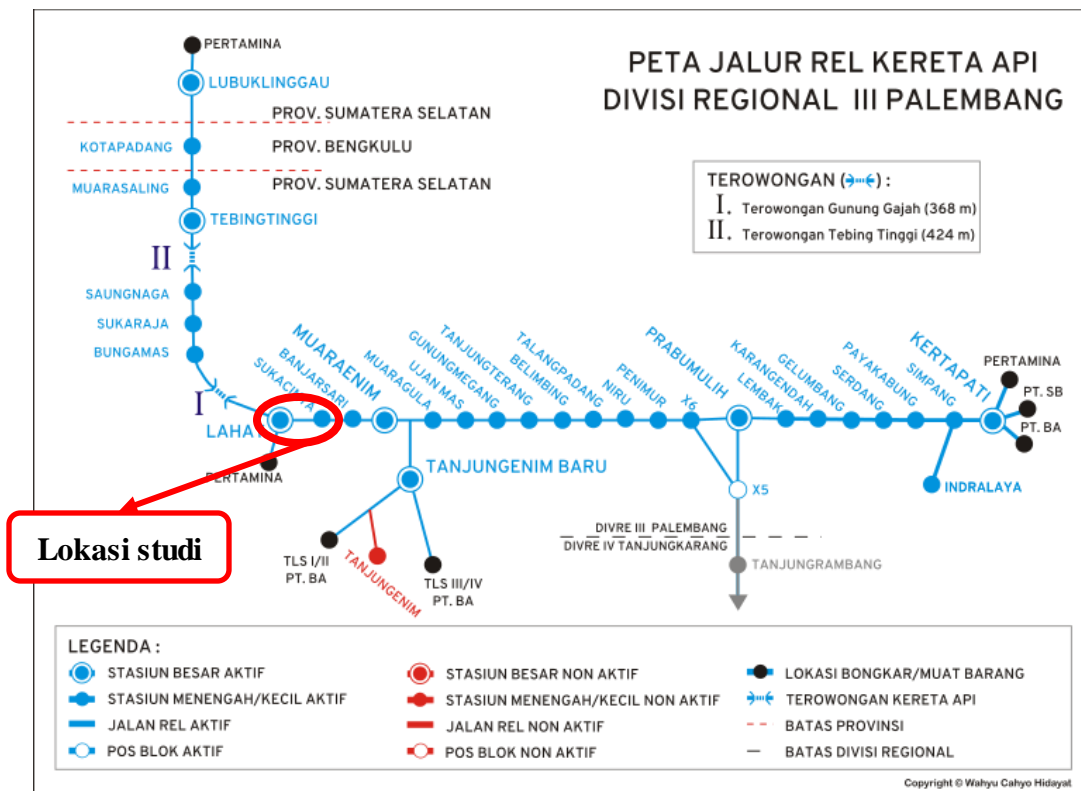 PERTAMINA
PETA JALUR REL KERETA API
DIVISI REGIONAL III PALEMBANG
LUBUKLINGGAU
PROV. SUMATERA SELATAN
KOTAPADANG
PROV. BENGKULU
MUARASALING
PROV. SUMATERA SELATAN
TEROWONGAN ( ) :
I. Terowongan Gunung Gajah (368 m)
II. Terowongan Tebing Tinggi (424 m)
TEBINGTINGGI
II
SAUNGNAGA
SUKARAJA
BUNGAMAS
I
LAHAT
SUKACINTA
BANJARSARI
MUARAENIM
MUARAGULA
UJAN MAS
GUNUNGMEGANG
TANJUNGTERANG
BELIMBING
TALANGPADANG
NIRU
PENIMUR
X6
PRABUMULIH
LEMBAK
KARANGENDAH
GELUMBANG
SERDANG
PAYAKABUNG
SIMPANG
KERTAPATI
PERTAMINA
PT. SB
PT. BA
PERTAMINA
TANJUNGENIM BARU
X5
INDRALAYA
Lokasi studi
DIVRE III PALEMBANG
DIVRE IV TANJUNGKARANG
TLS I/II
PT. BA
TANJUNGENIM
TLS III/IV
PT. BA
TANJUNGRAMBANG
LEGENDA :
STASIUN BESAR AKTIF
STASIUN MENENGAH/KECIL AKTIF
JALAN REL AKTIF
POS BLOK AKTIF
STASIUN BESAR NON AKTIF
STASIUN MENENGAH/KECIL NON AKTIF
JALAN REL NON AKTIF
POS BLOK NON AKTIF
LOKASI BONGKAR/MUAT BARANG
TEROWONGAN KERETA API
BATAS PROVINSI
BATAS DIVISI REGIONAL
Copyright © Wahyu Cahyo Hidayat